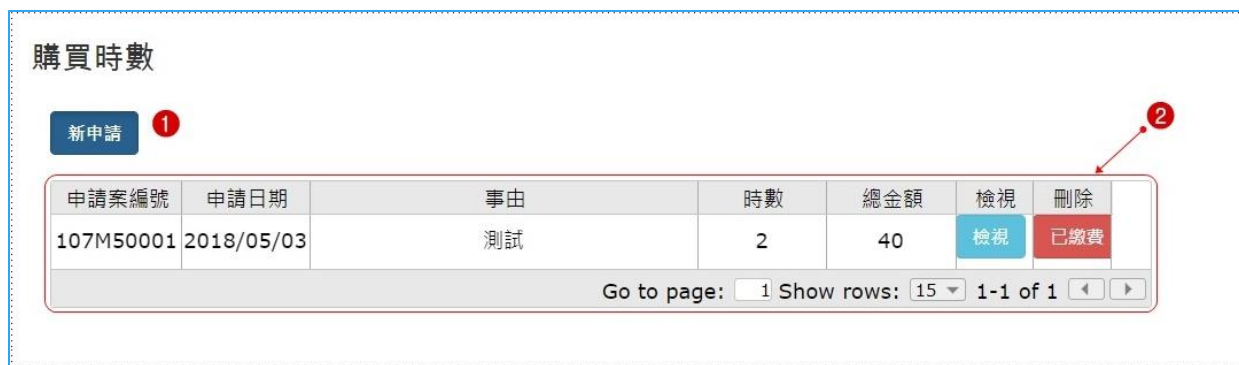 購買時數
新申請 1
2
申請案編號 申請日期 事由 時數 總金額 檢視 刪除
107M50001 2018/05/03 測試 2 40 檢視 已繳費
Go to page: 1 Show rows: 15 1-1 of 1